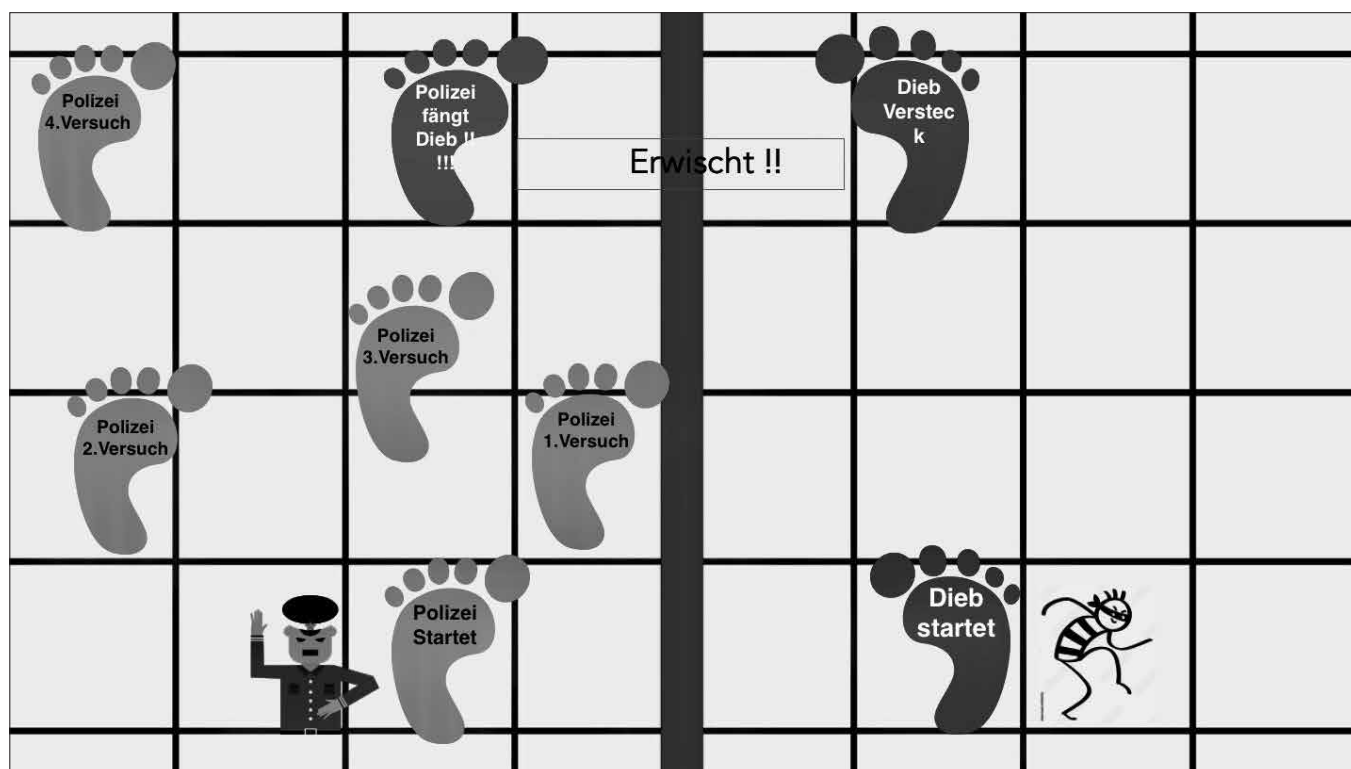 Polizei
4.Versuch
Polizei
fängt
Dieb !!
!!!
Erwischt !!
Dieb
Verstec
k
Polizei
3.Versuch
Polizei
2.Versuch
Polizei
1.Versuch
Polizei
Startet
Dieb
startet